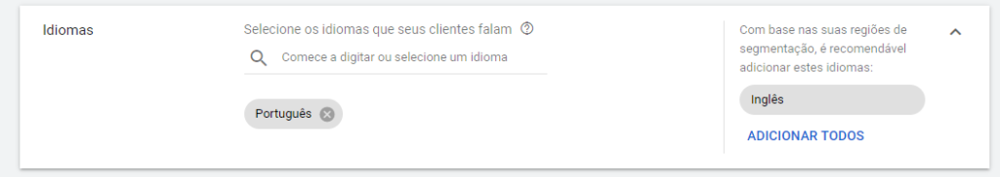 Idiomas
Selecione os idiomas que seus clientes falam
Comece a digitar ou selecione um idioma
Português
Com base nas suas regiões de
segmentação, é recomendável
adicionar estes idiomas:
Inglês
ADICIONAR TODOS